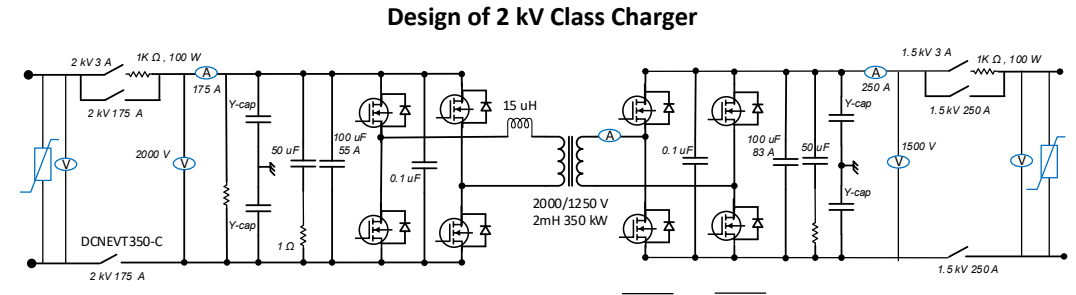 Design of 2 kV Class Charger
2 kV 3 A
1K Ω , 100 W
A
175 A
2 kV 175 A
V
2000 V
V
Y-cap
Y-cap
50 uF
1 Ω
100 uF
55 A
0.1 uF
15 uH
2000/1250 V
2mH 350 kW
A
0.1 uF
100 uF
83 A
50 uF
Y-cap
Y-cap
A
250 A
V
1500 V
1.5 kV 3 A
1K Ω , 100 W
1.5 kV 250 A
V
DCNEVT350-C
2 kV 175 A
1.5 kV 250 A